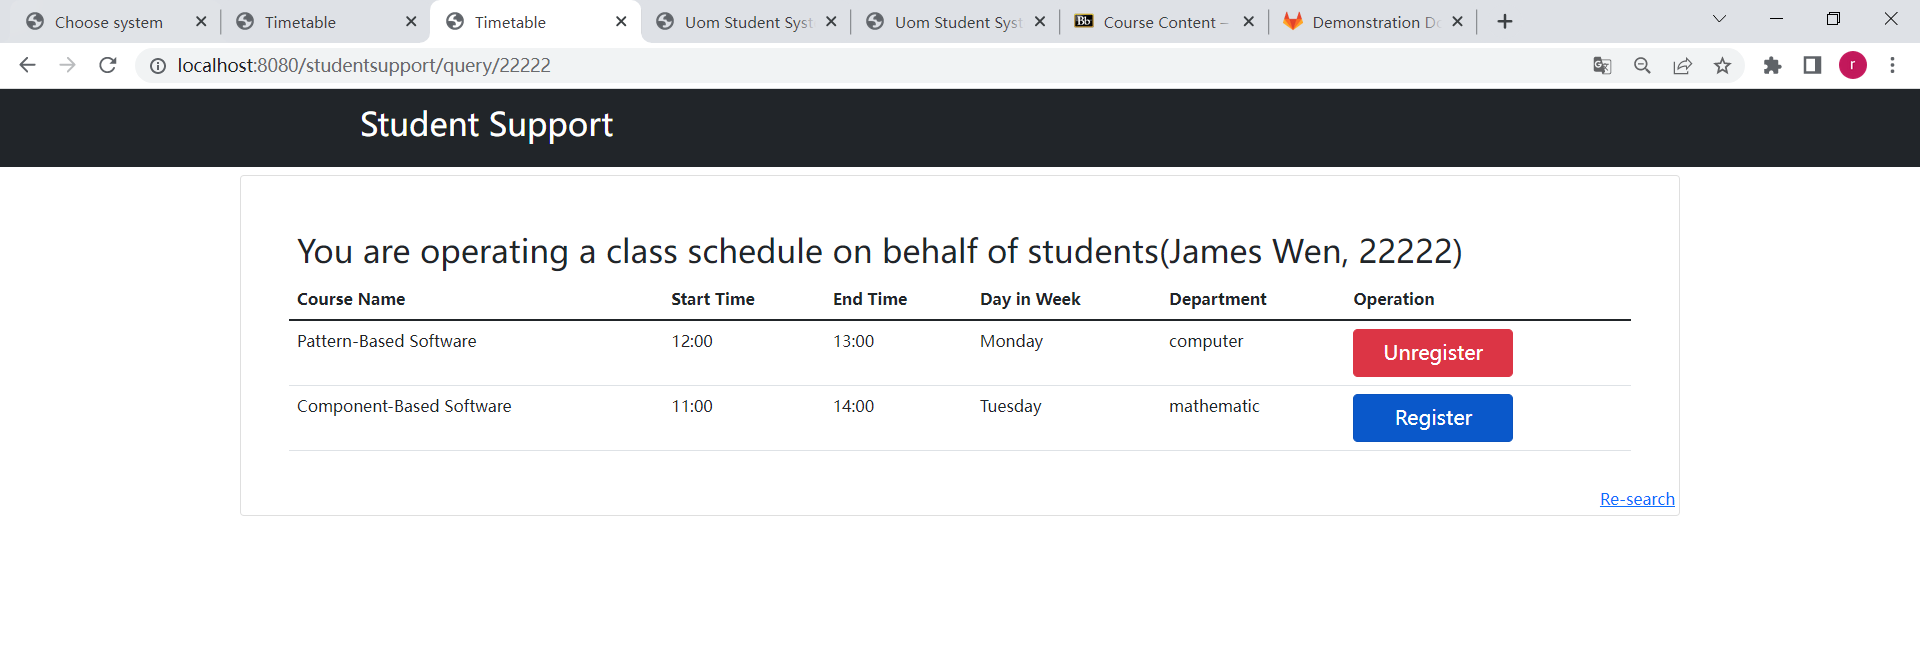 Choose system
Timetable
Timetable
Uom Student Syst
Uom Student Syst
Bb Course Content –
Demonstration Do
localhost:8080/studentsupport/query/22222
r
Student Support
You are operating a class schedule on behalf of students(James Wen, 22222)
Course Name Start Time End Time Day in Week Department Operation
Pattern-Based Software 12:00 13:00 Monday computer Unregister
Component-Based Software 11:00 14:00 Tuesday mathematic Register
Re-search